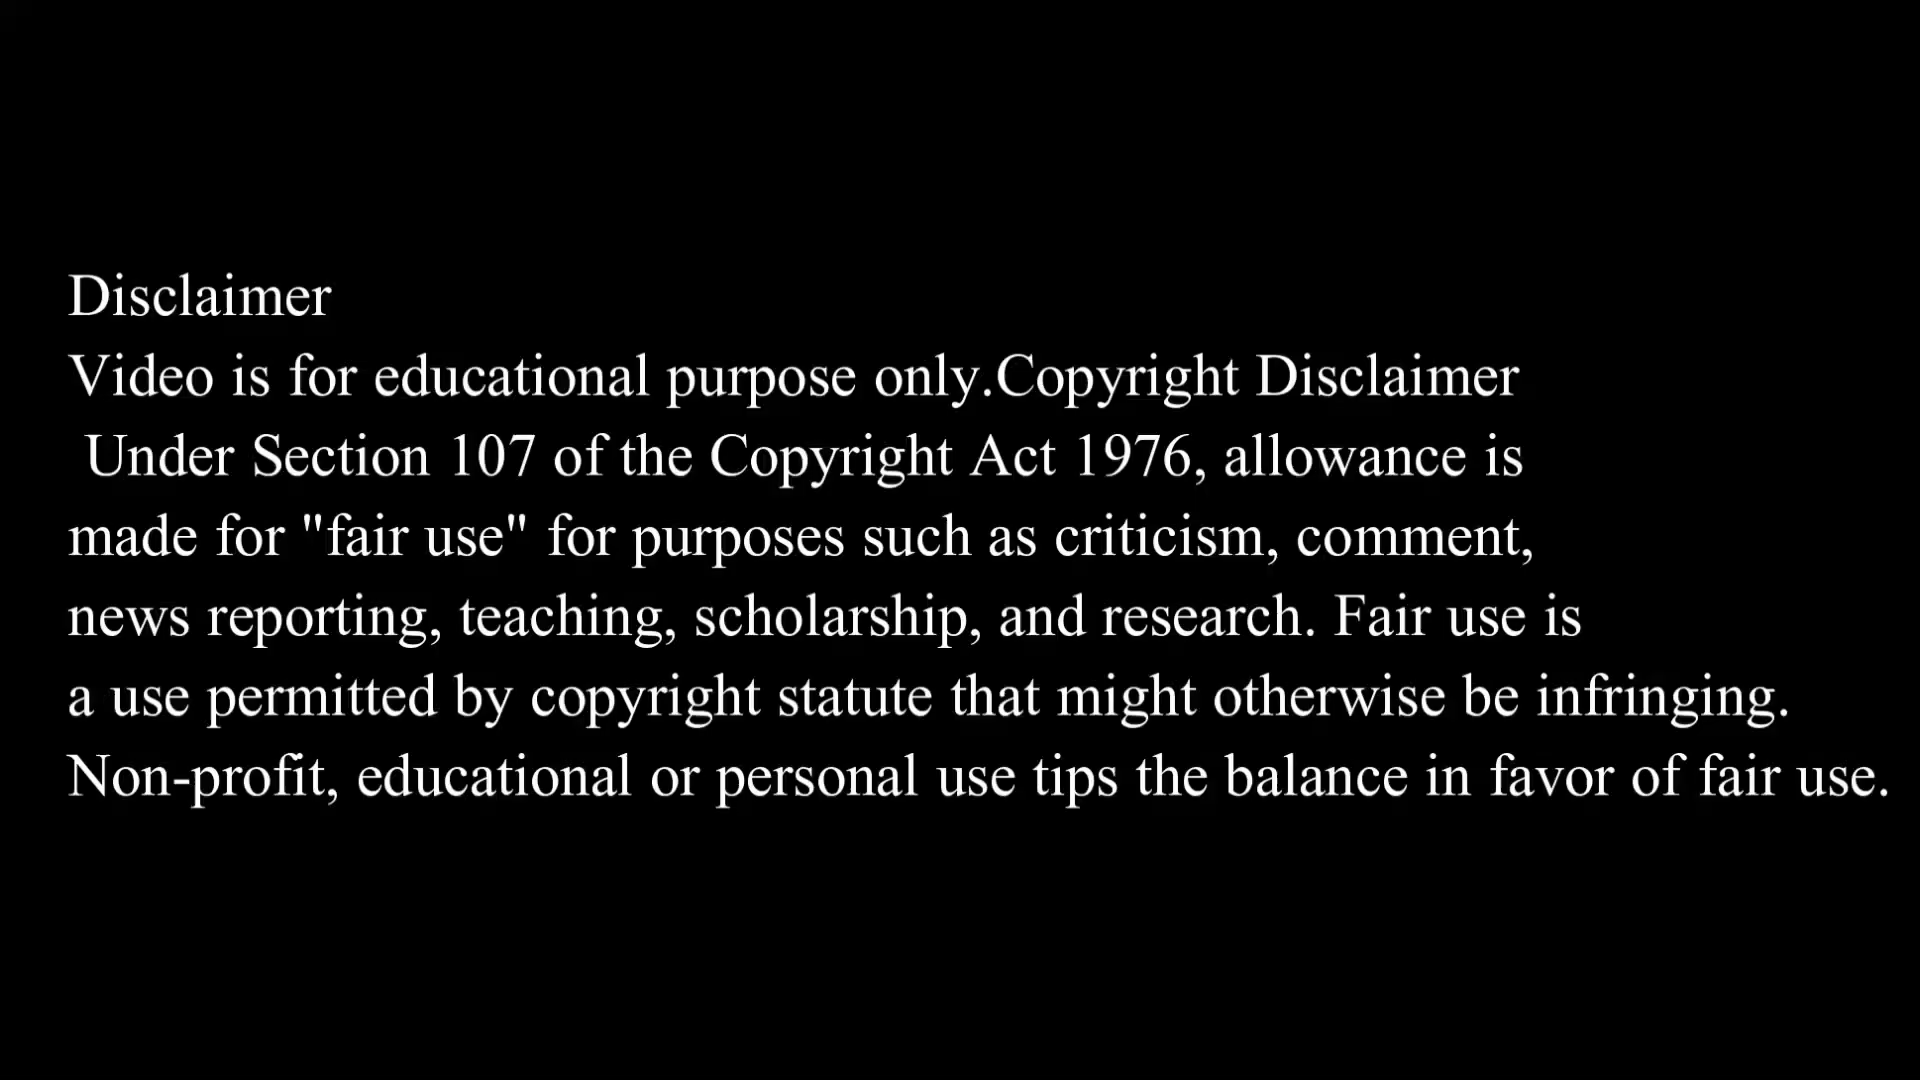 Disclaimer
Video is for educational purpose only.Copyright Disclaimer
Under Section 107 of the Copyright Act 1976, allowance is
made for "fair use" for purposes such as criticism, comment,
news reporting, teaching, scholarship, and research. Fair use is
a use permitted by copyright statute that might otherwise be infringing.
Non-profit, educational or personal use tips the balance in favor of fair use.